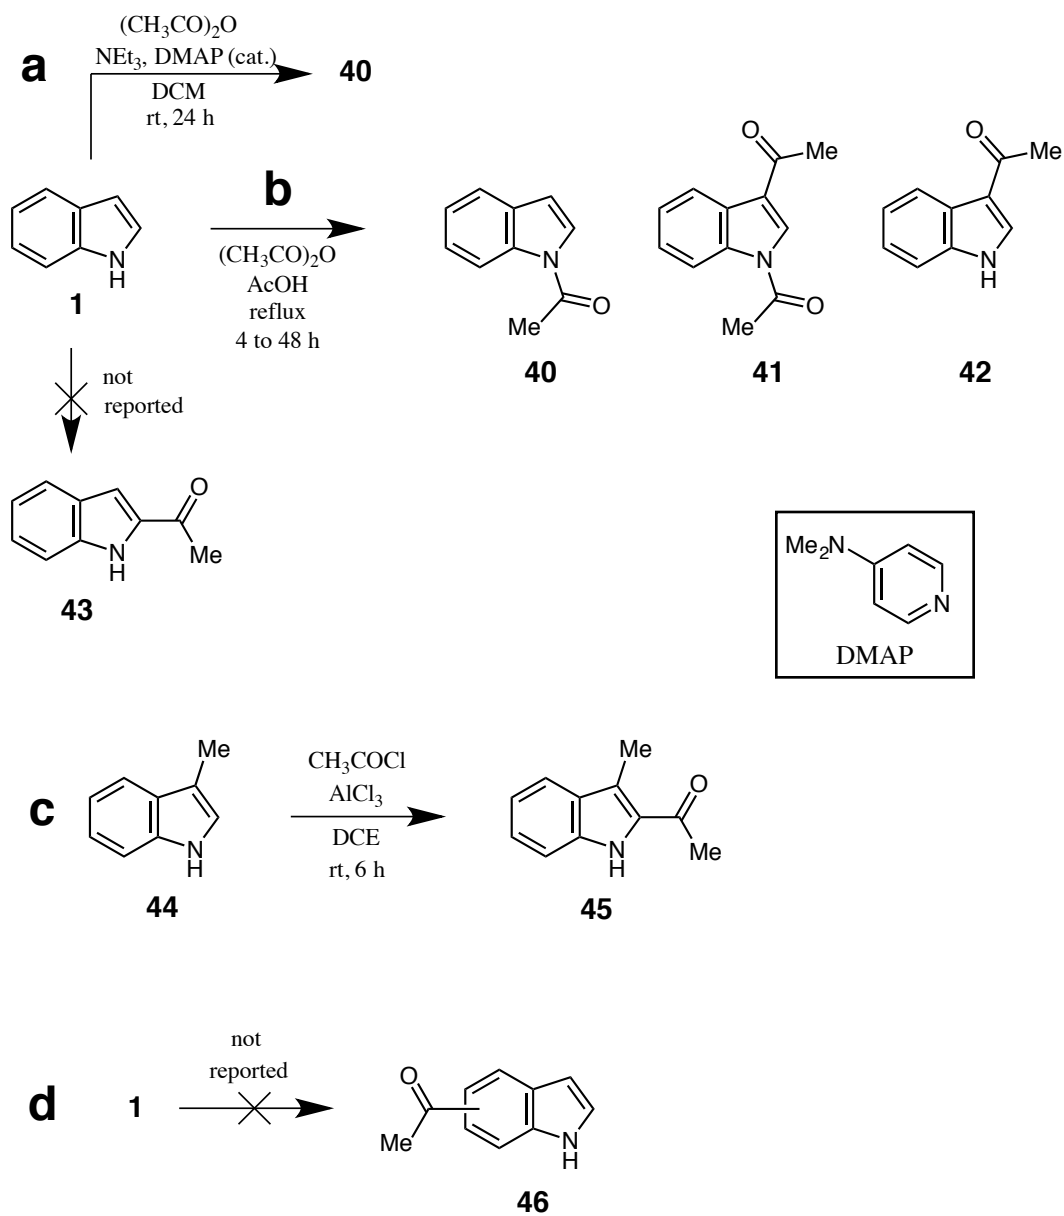 a
(CH₃CO)₂O
NEt₃, DMAP (cat.)
DCM
rt, 24 h
40
N
H
1
b
(CH₃CO)₂O
AcOH
reflux
4 to 48 h
N
O
Me
40
O
Me
N
O
Me
41
O
Me
N
H
42
not
reported
O
N
H
Me
43
Me₂N
N
DMAP
c
Me
N
H
44
CH₃COCl
AlCl₃
DCE
rt, 6 h
Me
O
N
H
Me
45
d
1
not
reported
O
Me
N
H
46